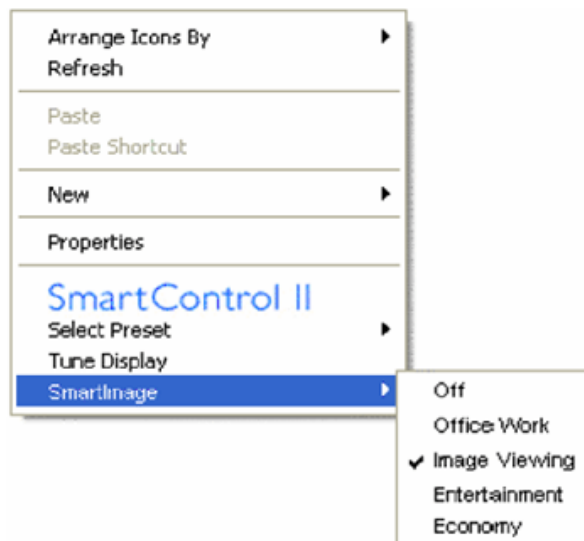 Arrange Icons By
Refresh
Paste
Paste Shortcut
New
Properties
SmartControl II
Select Preset
Tune Display
SmartImage
Off
Office Work
Image Viewing
Entertainment
Economy